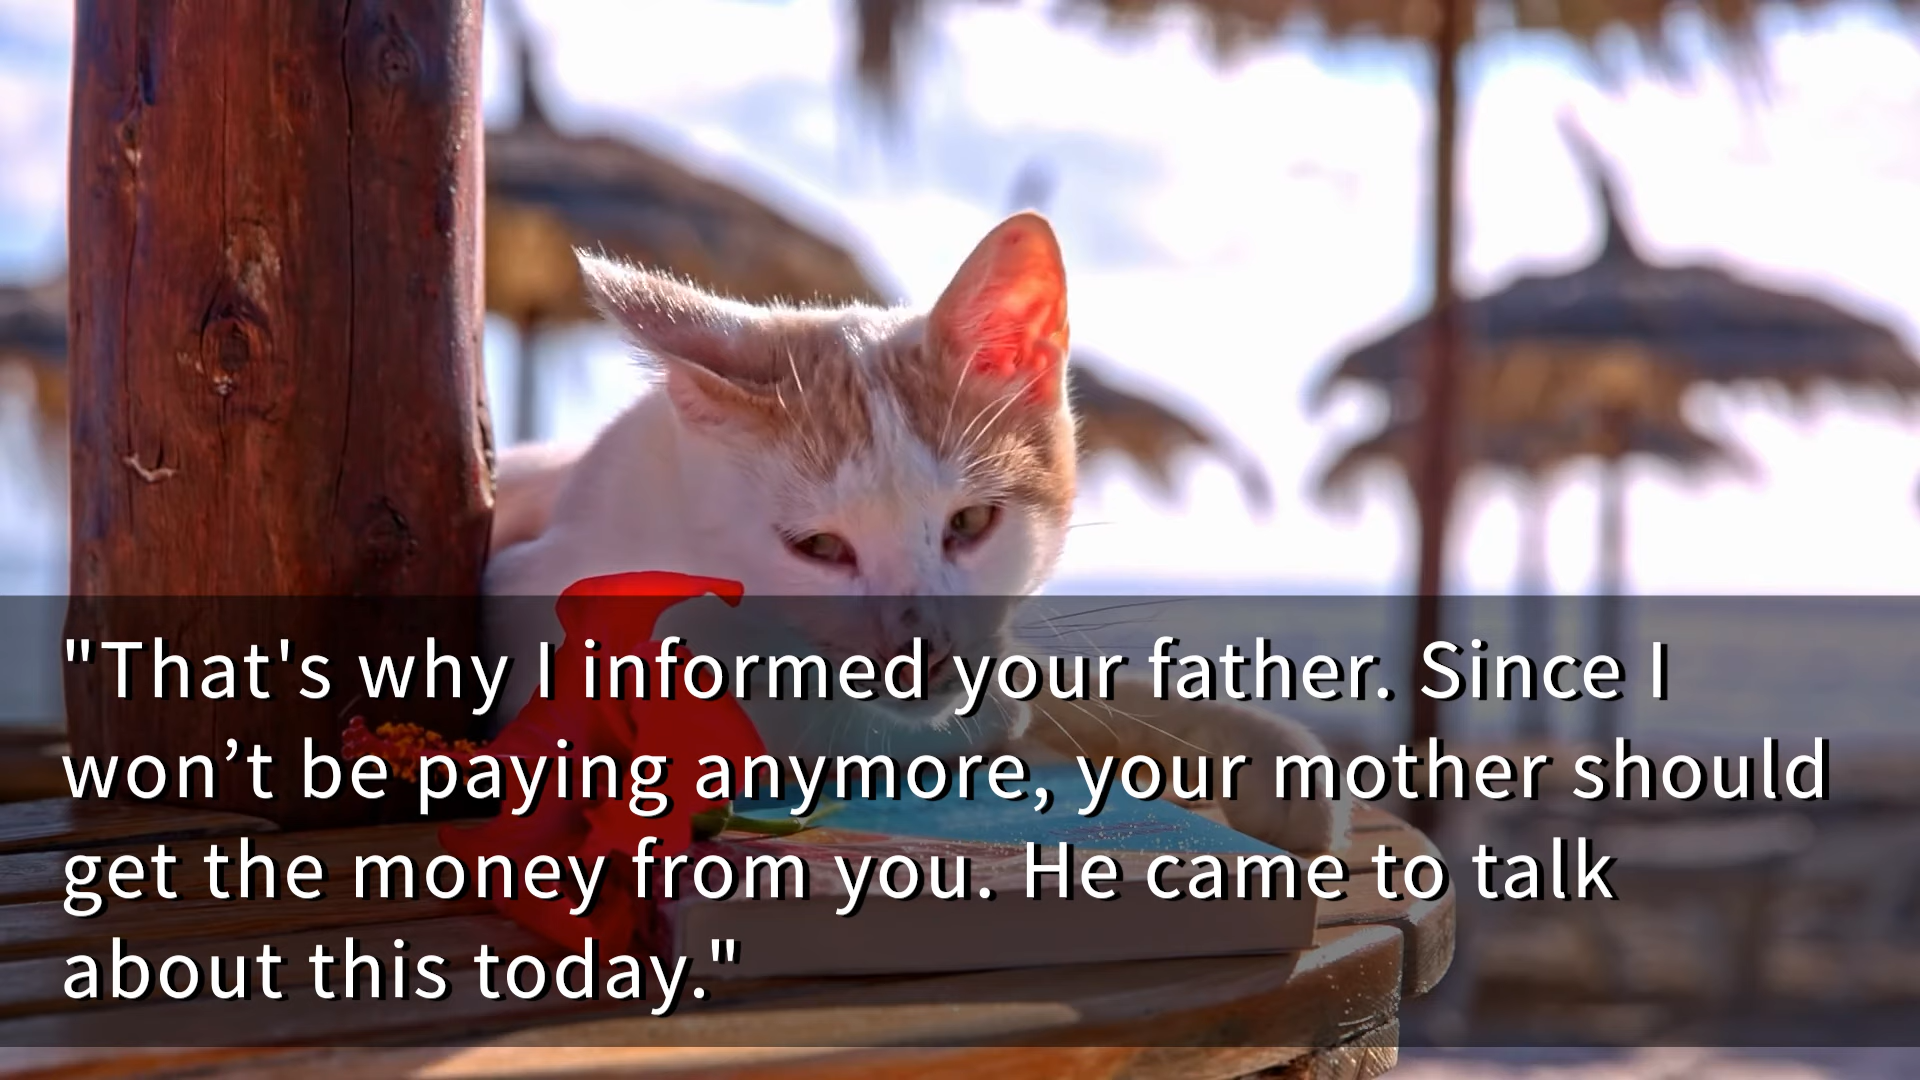 "That's why I informed your father. Since I
won’t be paying anymore, your mother should
get the money from you. He came to talk
about this today."